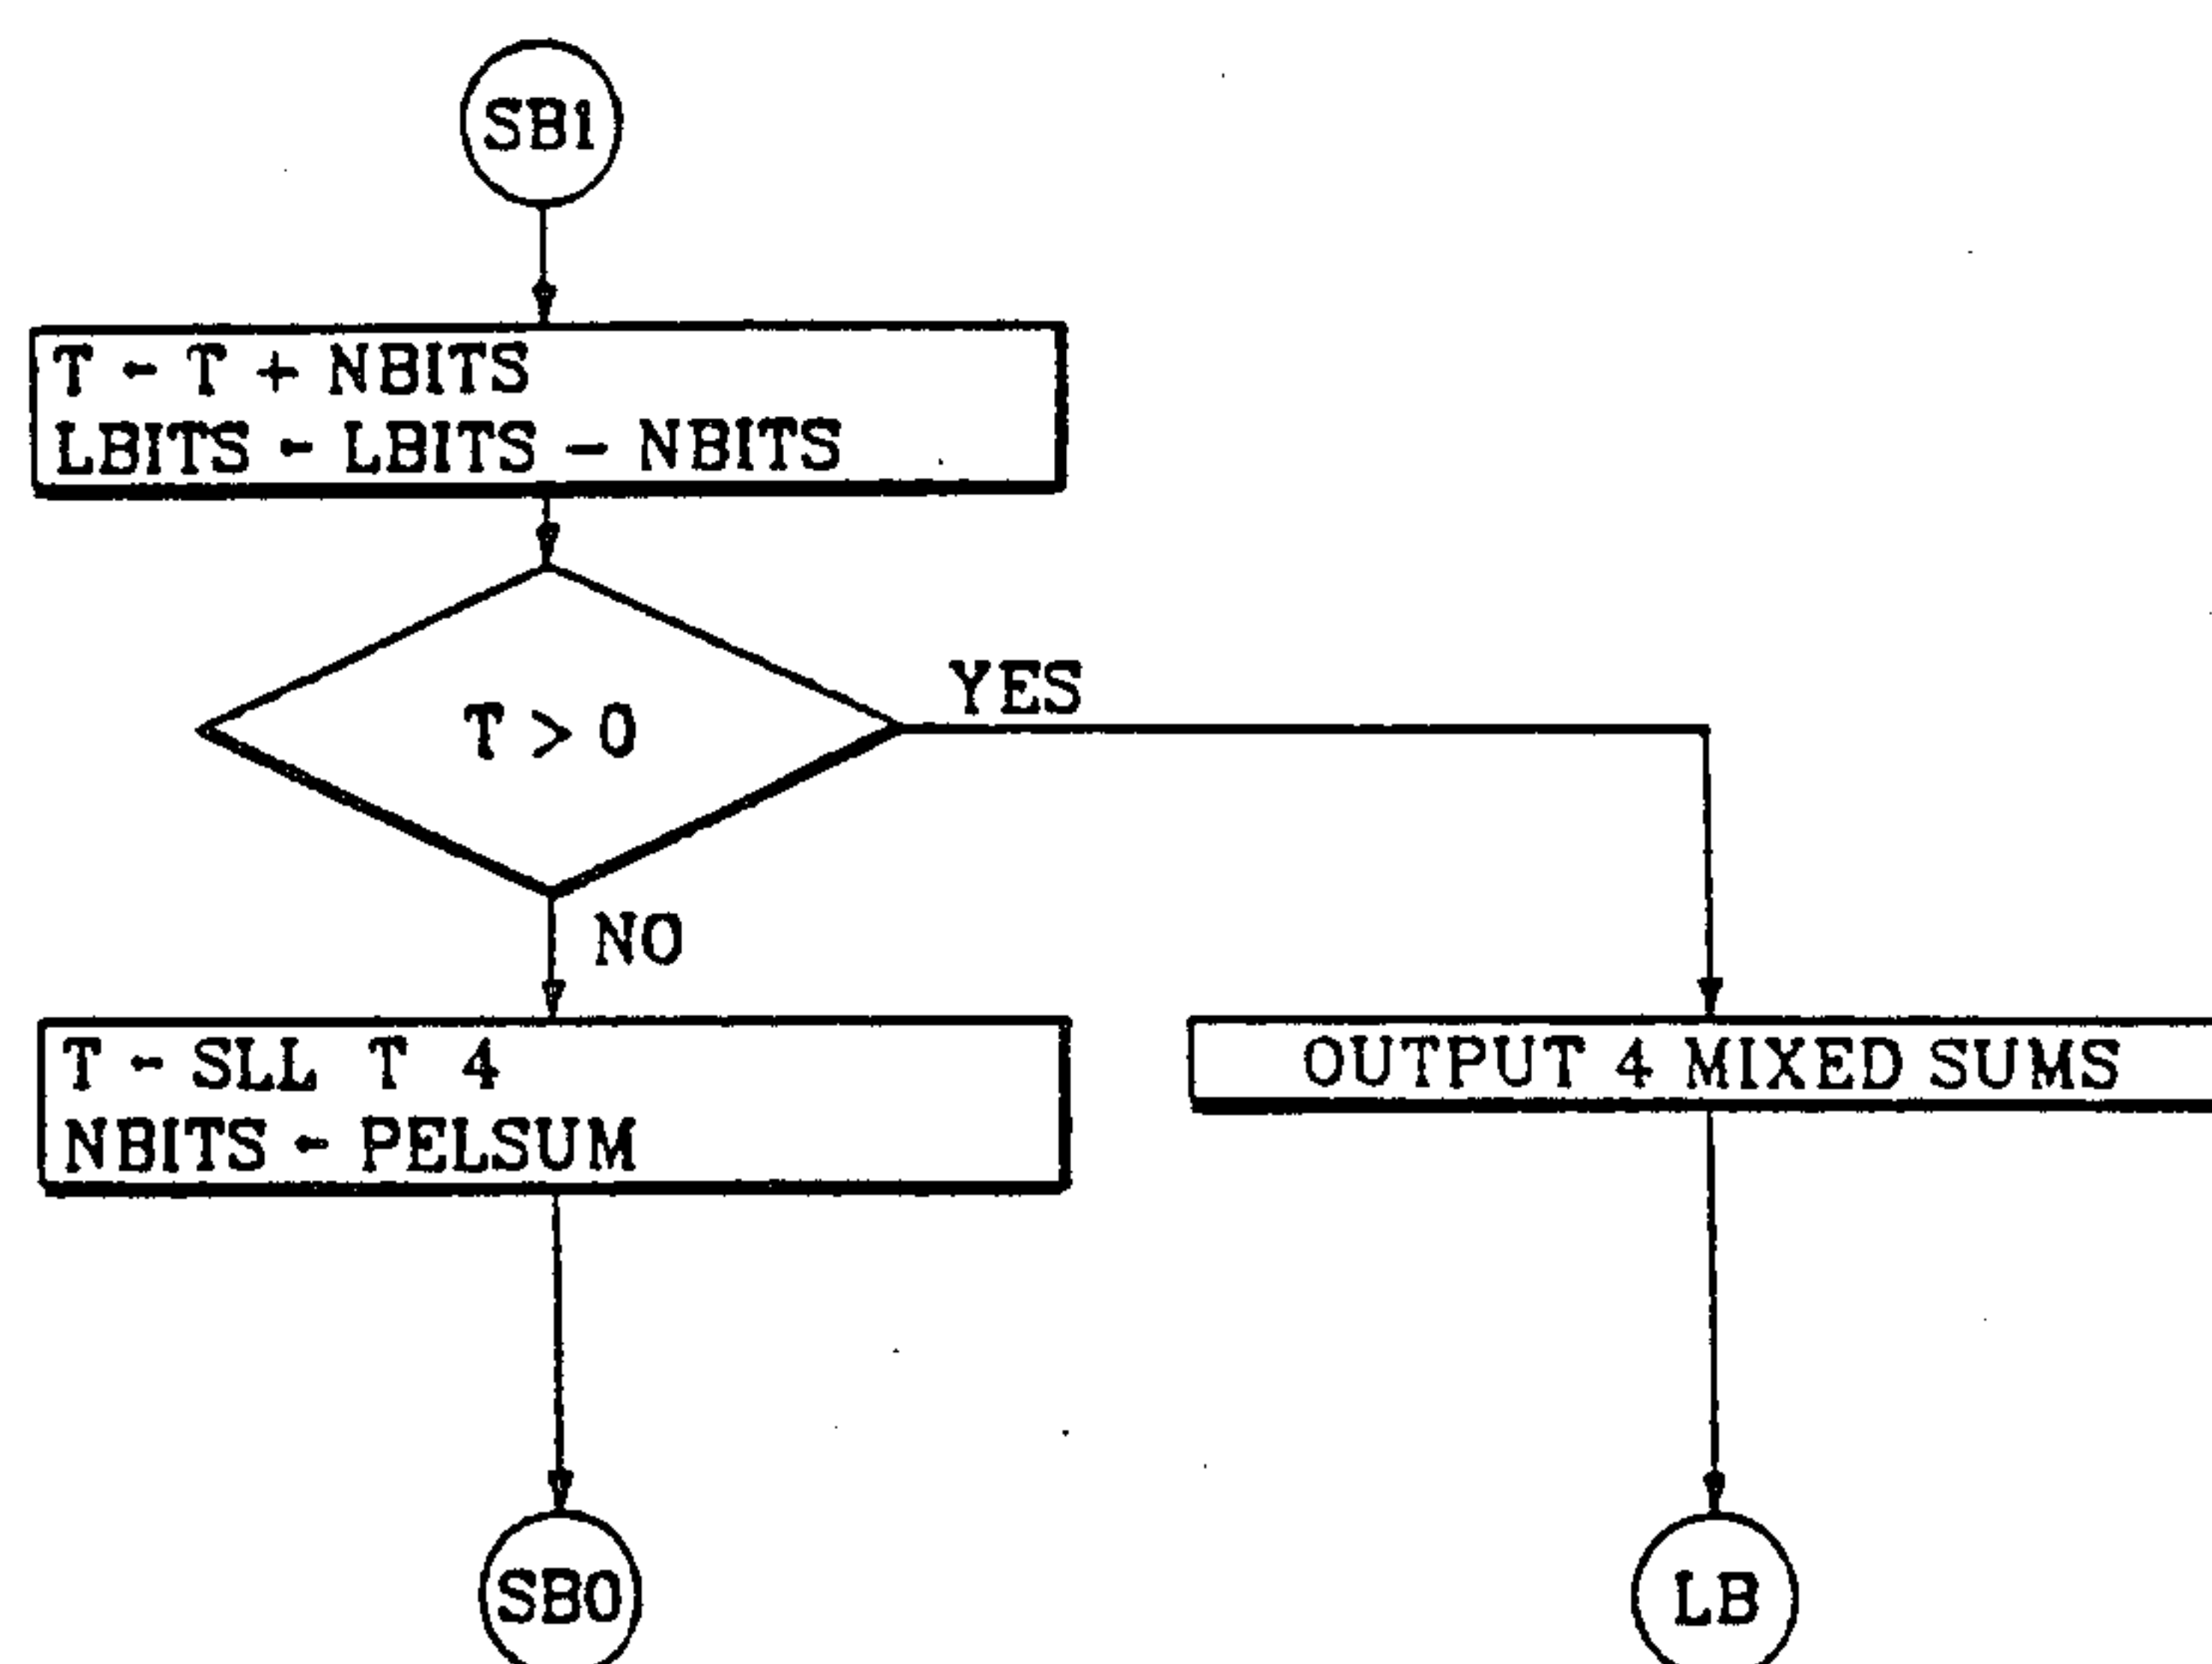 SB1
T ← T + NBITS
LBITS ← LBITS − NBITS
T > 0
YES
NO
T ← SLL T 4
NBITS ← PELSUM
OUTPUT 4 MIXED SUMS
SB0
LB